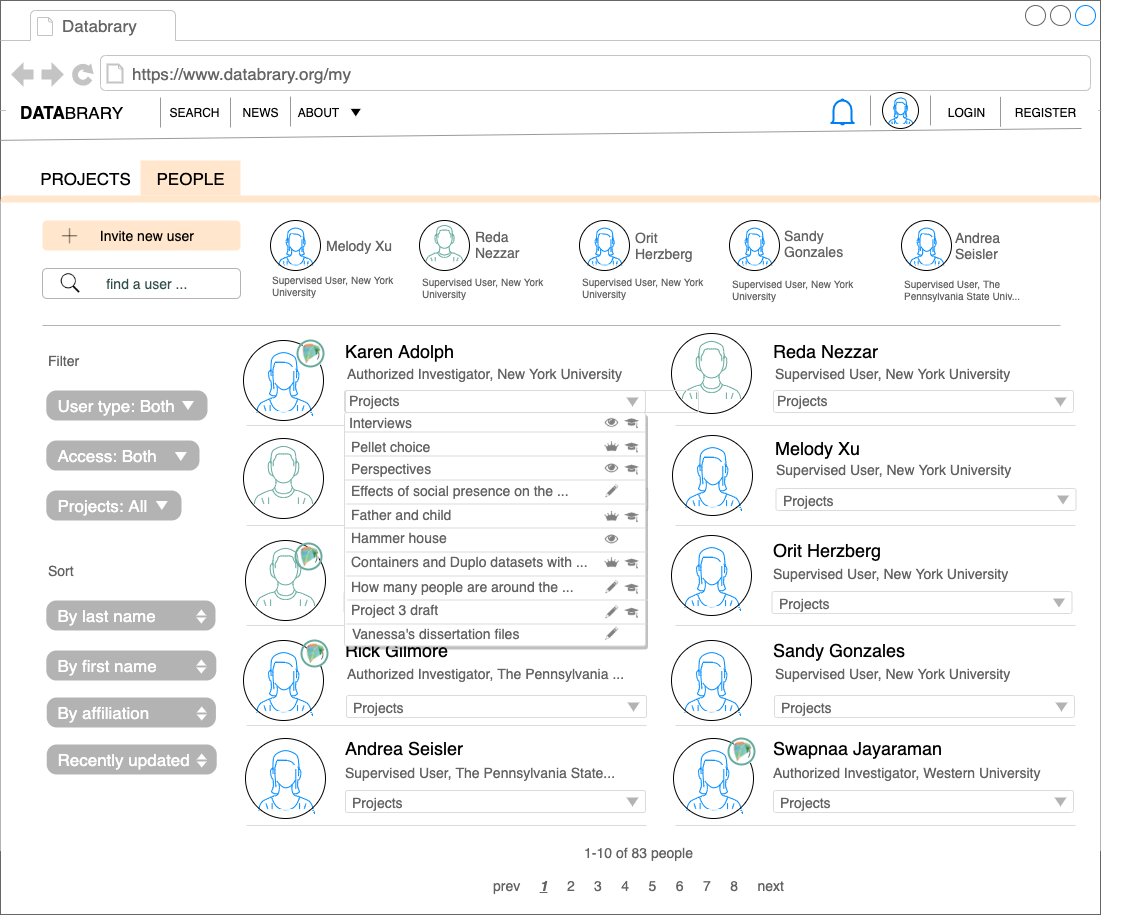 Databrary
https://www.databrary.org/my
DATABRARY
SEARCH
NEWS
ABOUT
LOGIN
REGISTER
PROJECTS
PEOPLE
Invite new user
find a user ...
Melody Xu
Supervised User, New York
University
Reda
Nezzar
Supervised User, New York
University
Orit
Herzberg
Supervised User, New York
University
Sandy
Gonzales
Supervised User, New York
University
Andrea
Seisler
Supervised User, The
Pennsylvania State Univ...
Filter
User type: Both
Access: Both
Projects: All
Sort
By last name
By first name
By affiliation
Recently updated
Karen Adolph
Authorized Investigator, New York University
Projects
Interviews
Pellet choice
Perspectives
Effects of social presence on the ...
Father and child
Hammer house
Containers and Duplo datasets with ...
How many people are around the ...
Project 3 draft
Vanessa's dissertation files
Rick Gilmore
Authorized Investigator, The Pennsylvania ...
Projects
Andrea Seisler
Supervised User, The Pennsylvania State...
Projects
Reda Nezzar
Supervised User, New York University
Projects
Melody Xu
Supervised User, New York University
Projects
Orit Herzberg
Supervised User, New York University
Projects
Sandy Gonzales
Supervised User, New York University
Projects
Swapnaa Jayaraman
Authorized Investigator, Western University
Projects
1-10 of 83 people
prev 1 2 3 4 5 6 7 8 next